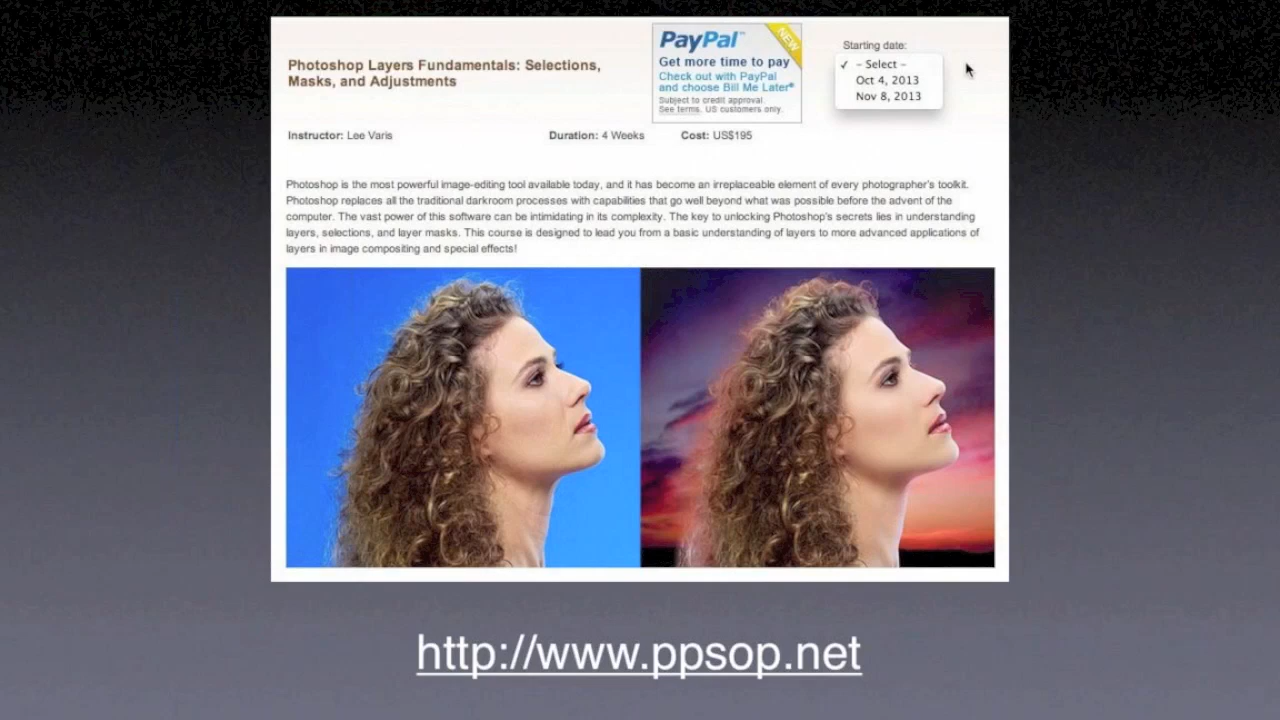 Photoshop Layers Fundamentals: Selections,
Masks, and Adjustments
PayPal™
NEW
Get more time to pay
Check out with PayPal
and choose Bill Me Later®
Subject to credit approval.
See terms. US customers only.
Starting date:
✓ – Select –
Oct 4, 2013
Nov 8, 2013
Instructor: Lee Varis Duration: 4 Weeks Cost: US$195
Photoshop is the most powerful image-editing tool available today, and it has become an irreplaceable element of every photographer's toolkit.
Photoshop replaces all the traditional darkroom processes with capabilities that go well beyond what was possible before the advent of the
computer. The vast power of this software can be intimidating in its complexity. The key to unlocking Photoshop's secrets lies in understanding
layers, selections, and layer masks. This course is designed to lead you from a basic understanding of layers to more advanced applications of
layers in image compositing and special effects!
http://www.ppsop.net